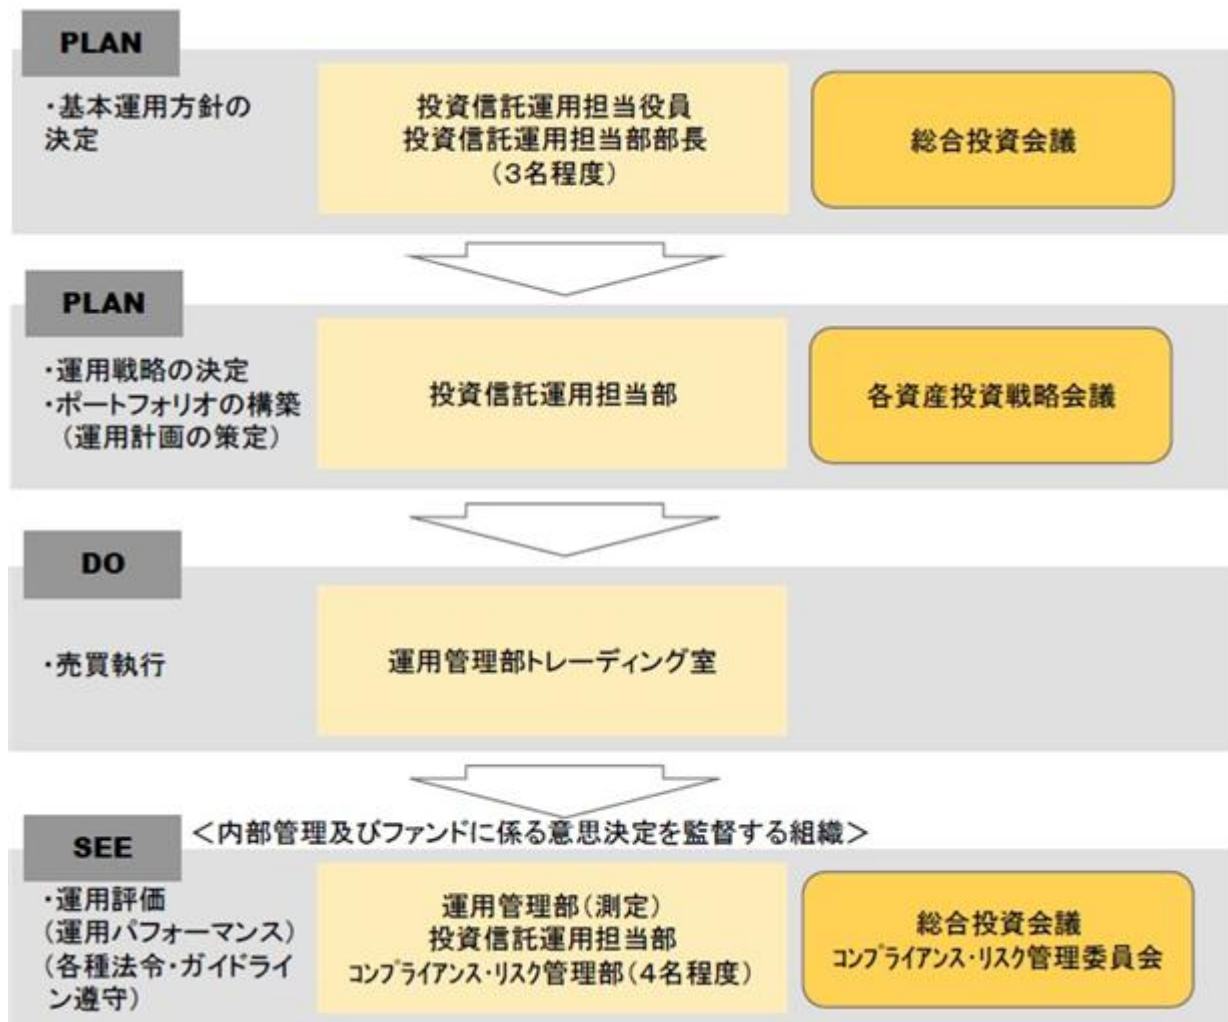 PLAN
・基本運用方針の
決定
投資信託運用担当役員
投資信託運用担当部部長
（3名程度）
総合投資会議
PLAN
・運用戦略の決定
・ポートフォリオの構築
（運用計画の策定）
投資信託運用担当部
各資産投資戦略会議
DO
・売買執行
運用管理部トレーディング室
SEE
＜内部管理及びファンドに係る意思決定を監督する組織＞
・運用評価
(運用パフォーマンス)
(各種法令・ガイドライ
ン遵守)
運用管理部（測定）
投資信託運用担当部
ｺﾝﾌﾟﾗｲｱﾝｽ・ﾘｽｸ管理部（4名程度）
総合投資会議
ｺﾝﾌﾟﾗｲｱﾝｽ・ﾘｽｸ管理委員会